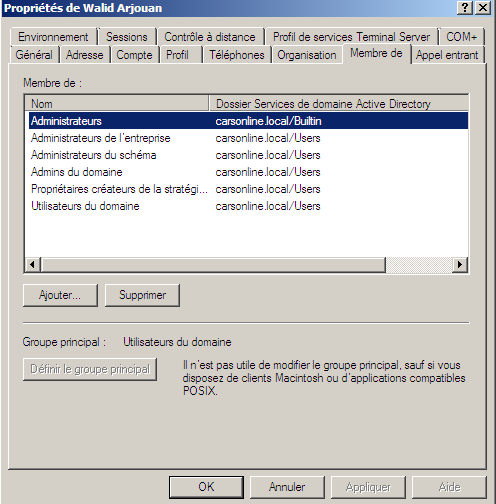 Propriétés de Walid Arjouan
Environnement Sessions Contrôle à distance Profil de services Terminal Server COM+
Général Adresse Compte Profil Téléphones Organisation Membre de Appel entrant
Membre de :
Nom Dossier Services de domaine Active Directory
Administrateurs carsonline.local/Builtin
Administrateurs de l'entreprise carsonline.local/Users
Administrateurs du schéma carsonline.local/Users
Admins du domaine carsonline.local/Users
Propriétaires créateurs de la stratégi... carsonline.local/Users
Utilisateurs du domaine carsonline.local/Users
Ajouter... Supprimer
Groupe principal : Utilisateurs du domaine
Définir le groupe principal
Il n'est pas utile de modifier le groupe principal, sauf si vous
disposez de clients Macintosh ou d'applications compatibles
POSIX.
OK Annuler Appliquer Aide